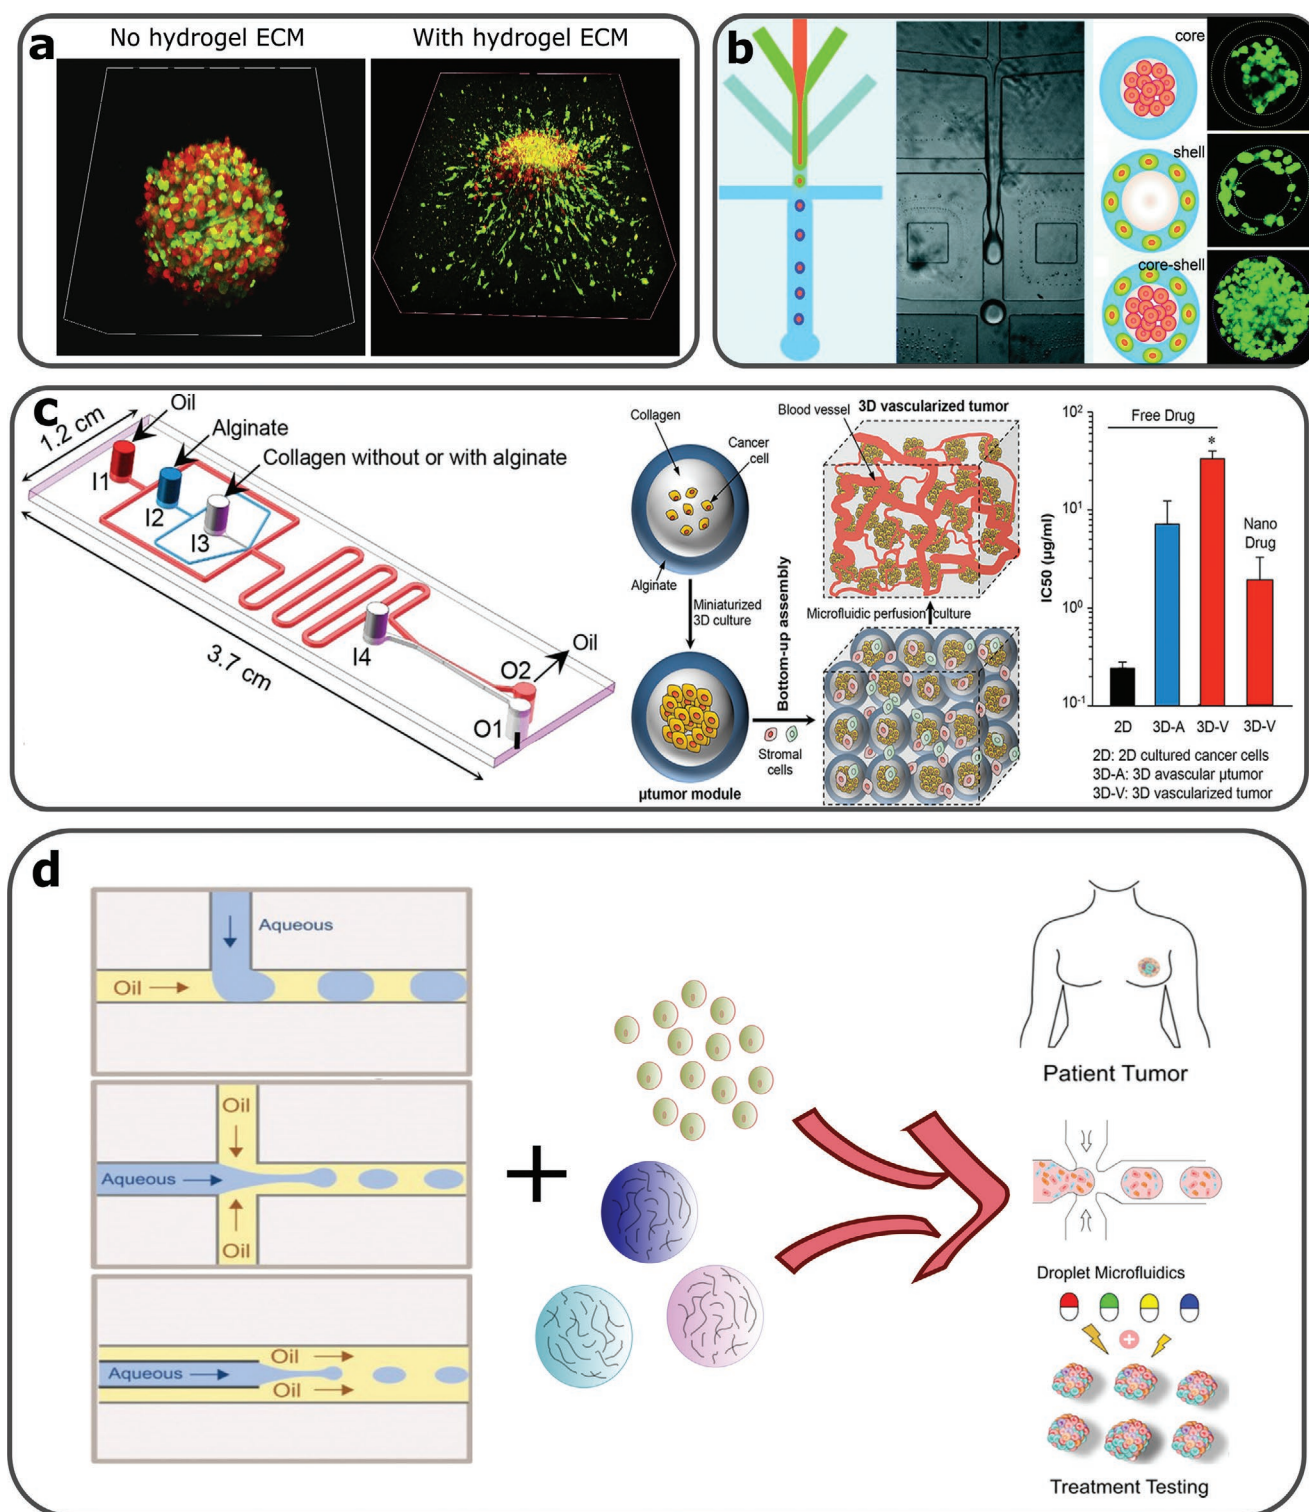 a
No hydrogel ECM
With hydrogel ECM
b
core
shell
core-shell
c
1.2 cm
Oil
Alginate
Collagen without or with alginate
I1
I2
I3
I4
3.7 cm
O2
O1
Oil
Collagen
Cancer
cell
Alginate
Miniaturized
3D culture
µtumor module
Bottom-up assembly
Stromal
cells
Blood vessel
3D vascularized tumor
Microfluidic perfusion culture
IC50 (µg/ml)
10²
10¹
10⁰
10⁻¹
Free Drug
*
Nano
Drug
2D
3D-A
3D-V
3D-V
2D: 2D cultured cancer cells
3D-A: 3D avascular µtumor
3D-V: 3D vascularized tumor
d
Aqueous
Oil
Oil
Aqueous
Oil
Oil
Aqueous
Oil
+
Patient Tumor
Droplet Microfluidics
+
Treatment Testing